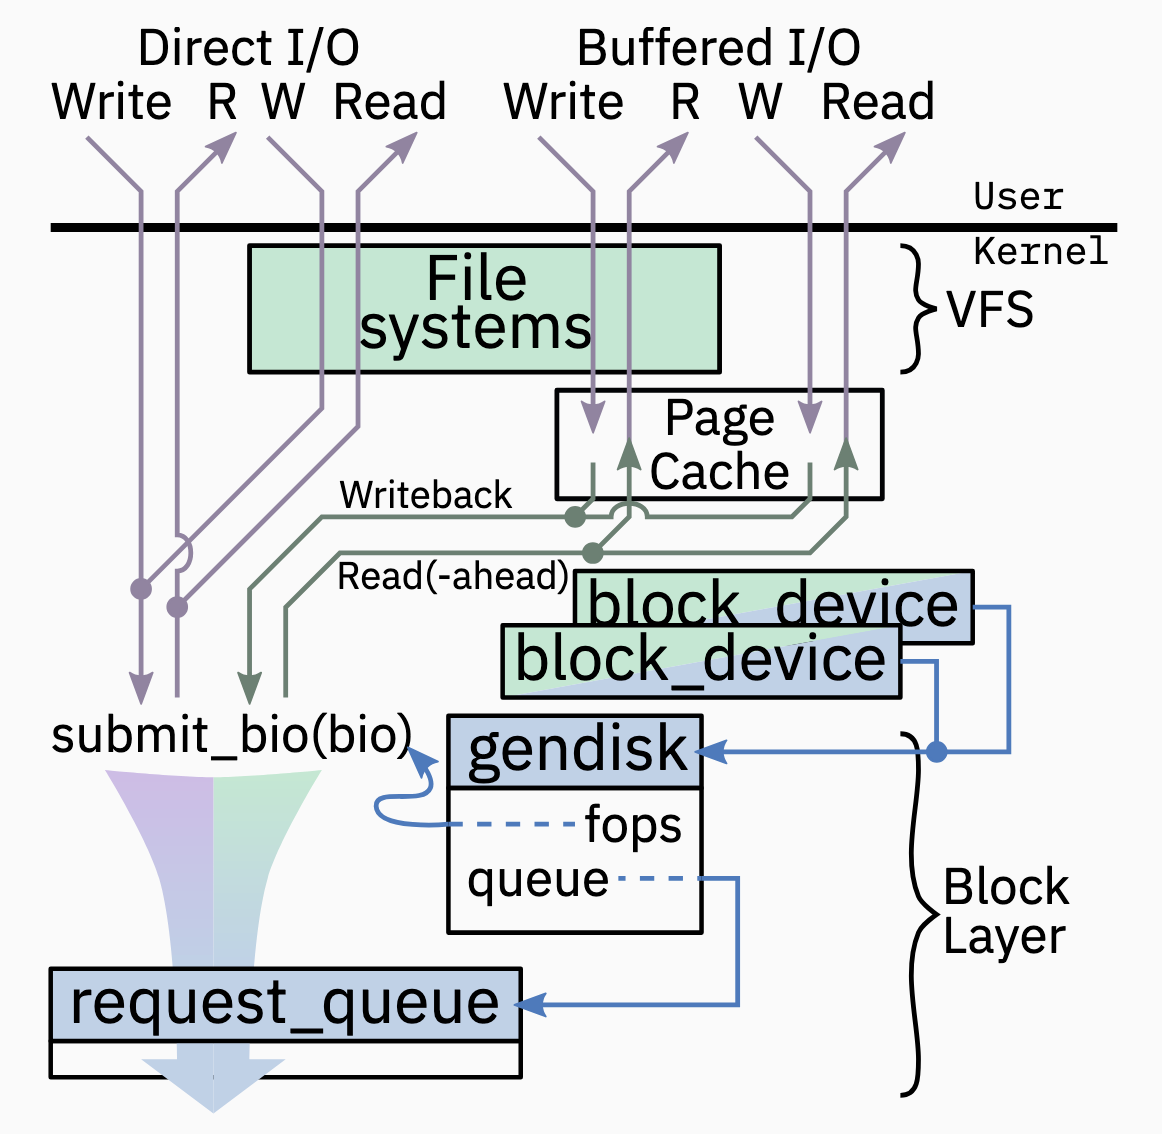 Direct I/O
Buffered I/O
Write R W Read
Write R W Read
User
Kernel
File
systems
VFS
Page
Cache
Writeback
Read(-ahead)
block_device
block_device
submit_bio(bio)
gendisk
fops
queue
Block
Layer
request_queue